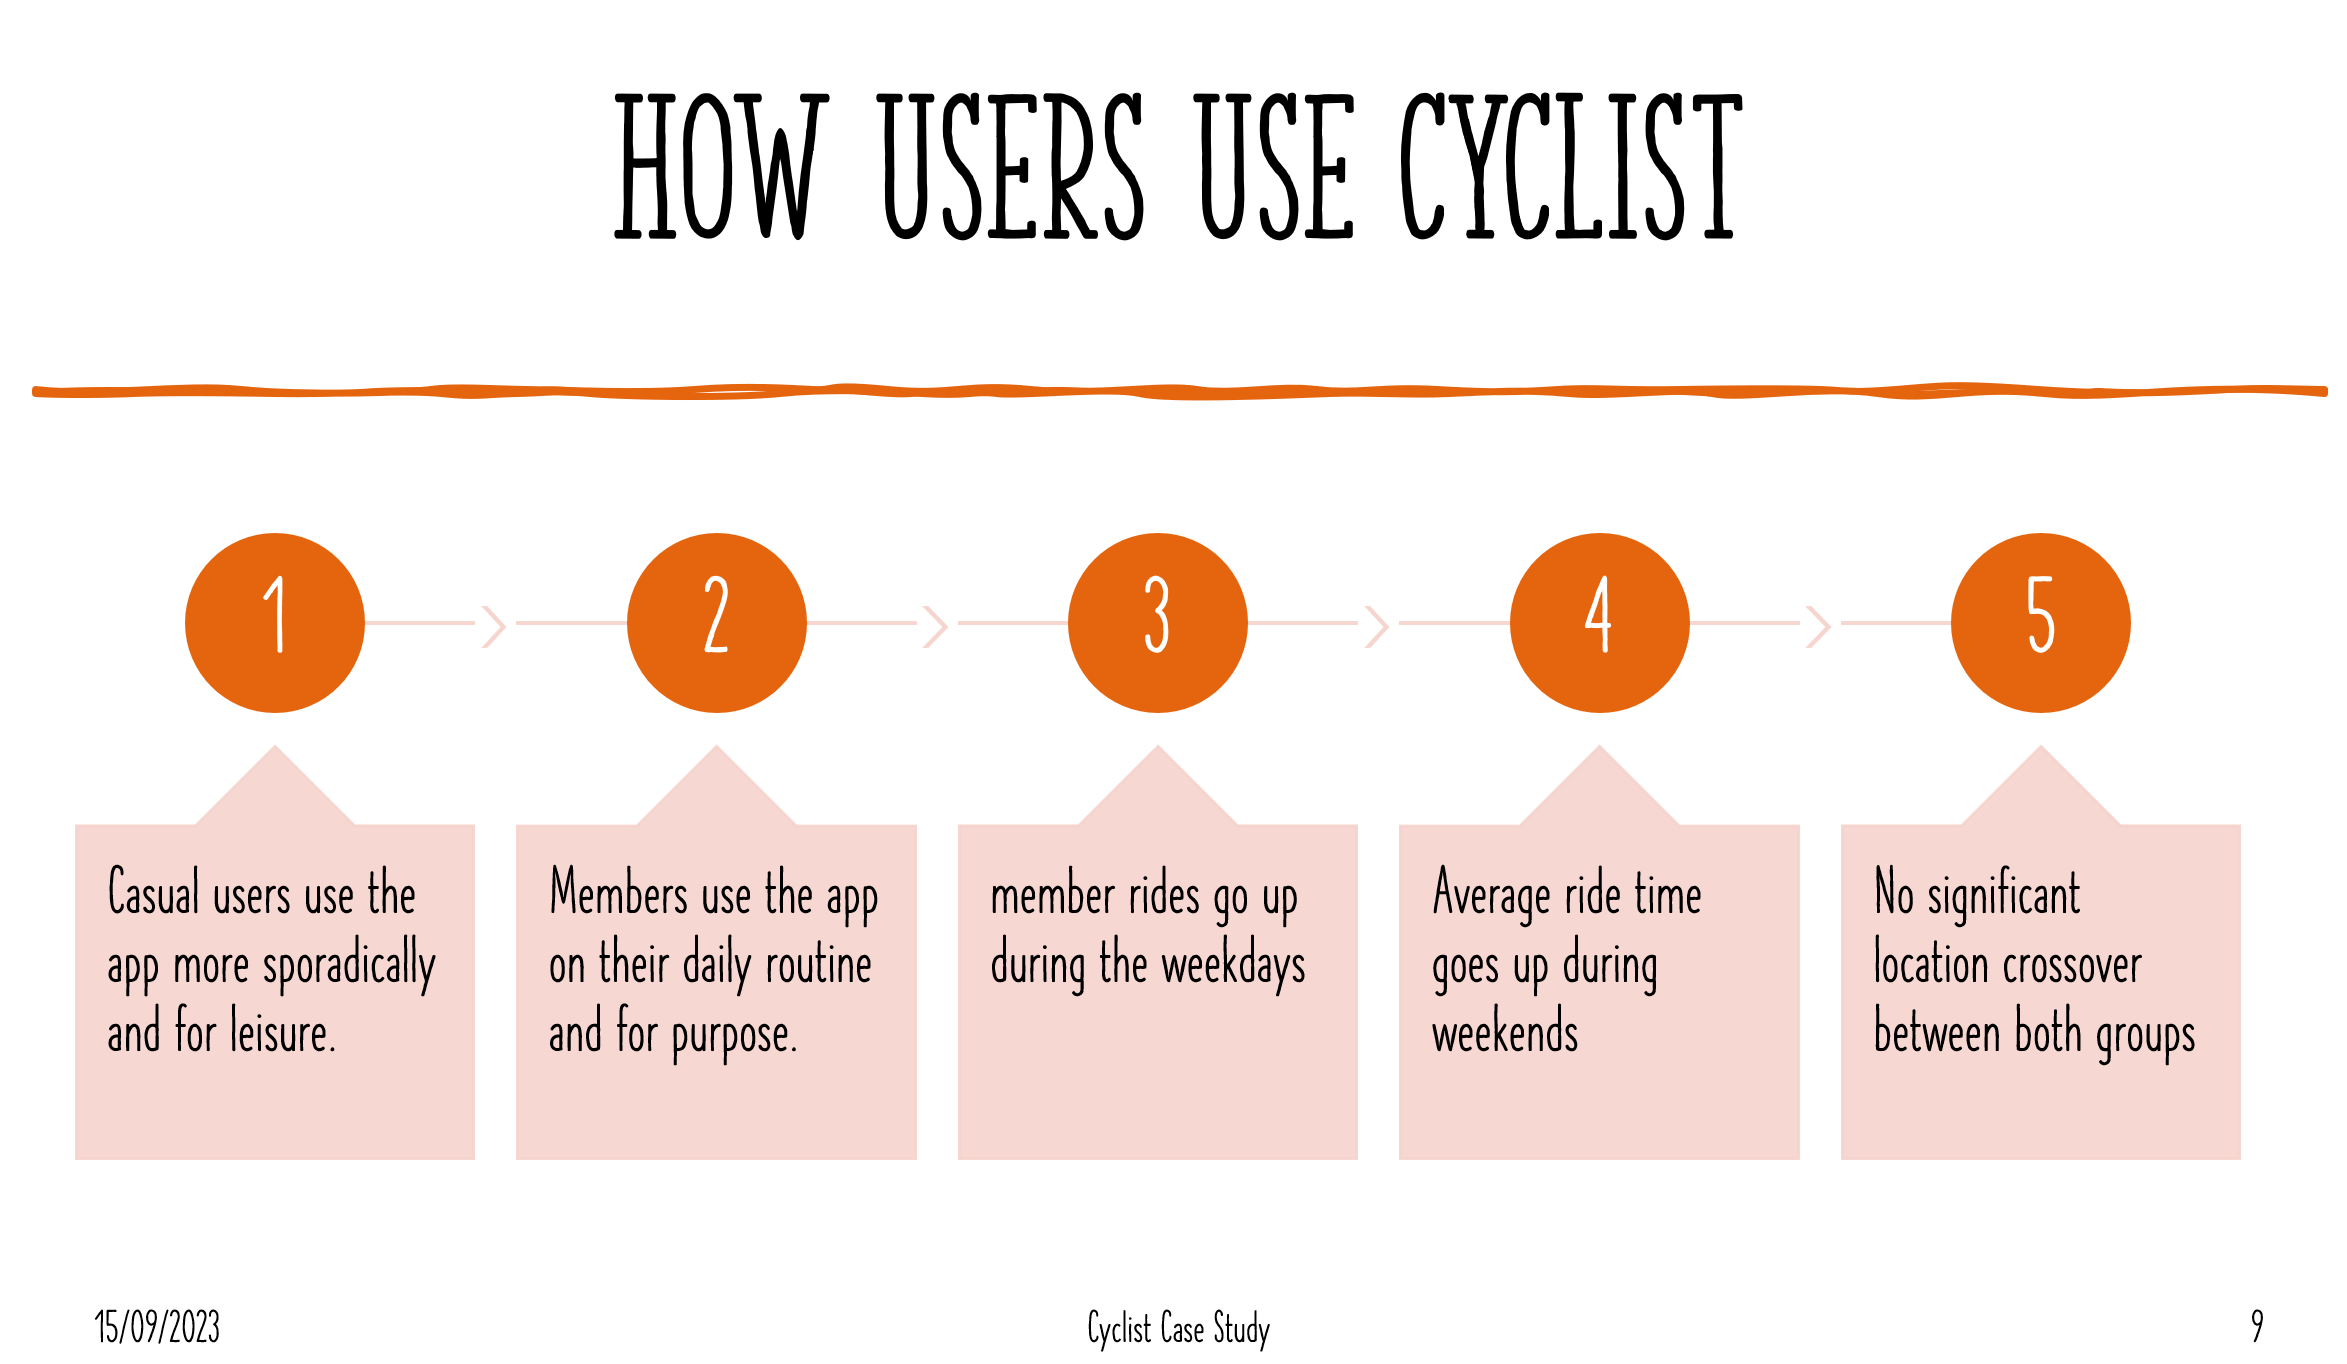 HOW USERS USE CYCLIST
1
2
3
4
5
Casual users use the
app more sporadically
and for leisure.
Members use the app
on their daily routine
and for purpose.
member rides go up
during the weekdays
Average ride time
goes up during
weekends
No significant
location crossover
between both groups
15/09/2023
Cyclist Case Study
9